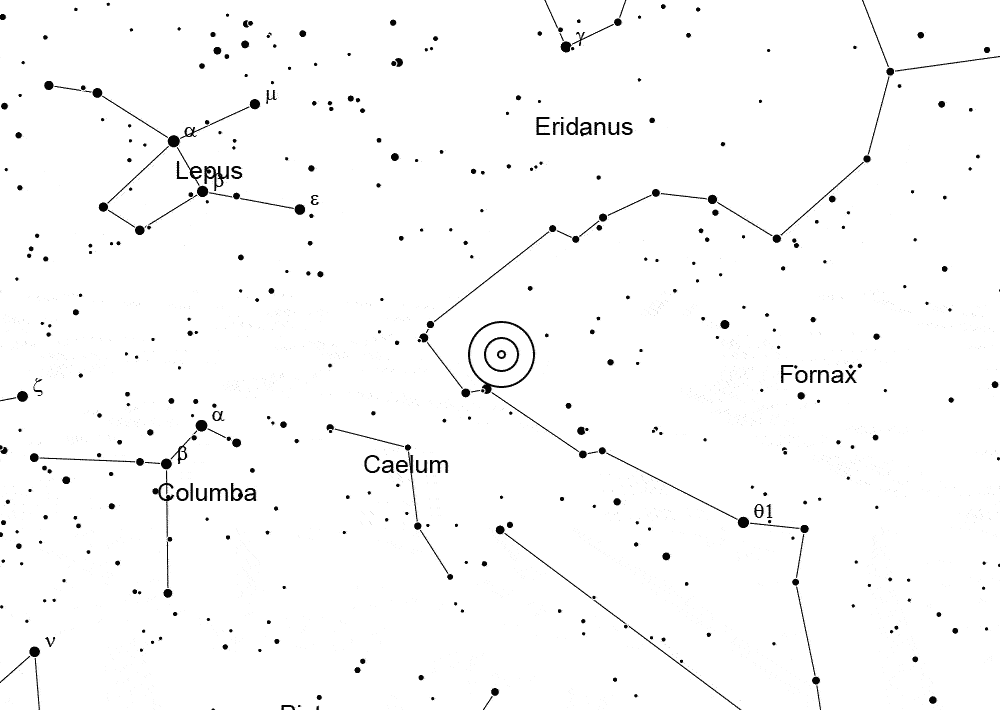 γ
μ
Eridanus
α
Lepus
β
ε
Fornax
ζ
α
β
Caelum
Columba
θ1
ν